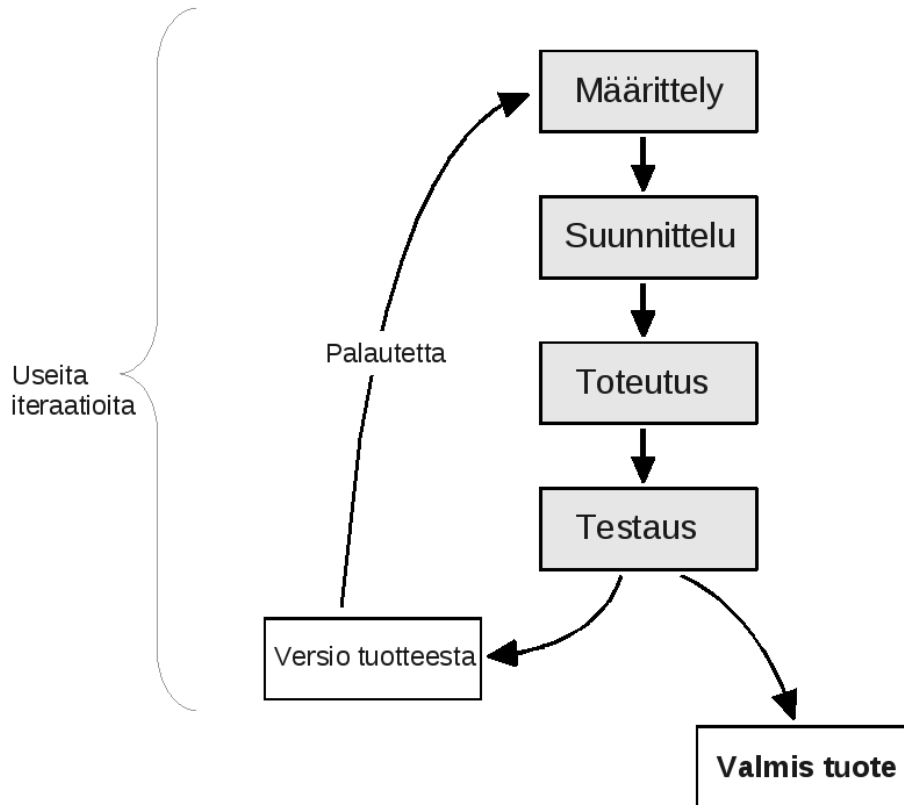 Määrittely
Suunnittelu
Palautetta
Useita
iteraatioita
Toteutus
Testaus
Versio tuotteesta
Valmis tuote